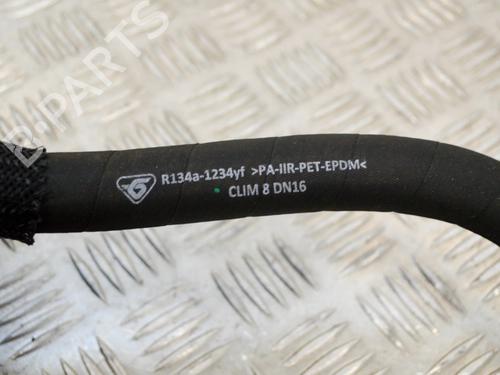 R134a-1234yf >PA-IIR-PET-EPDM<
CLIM 8 DN16
B-PARTS